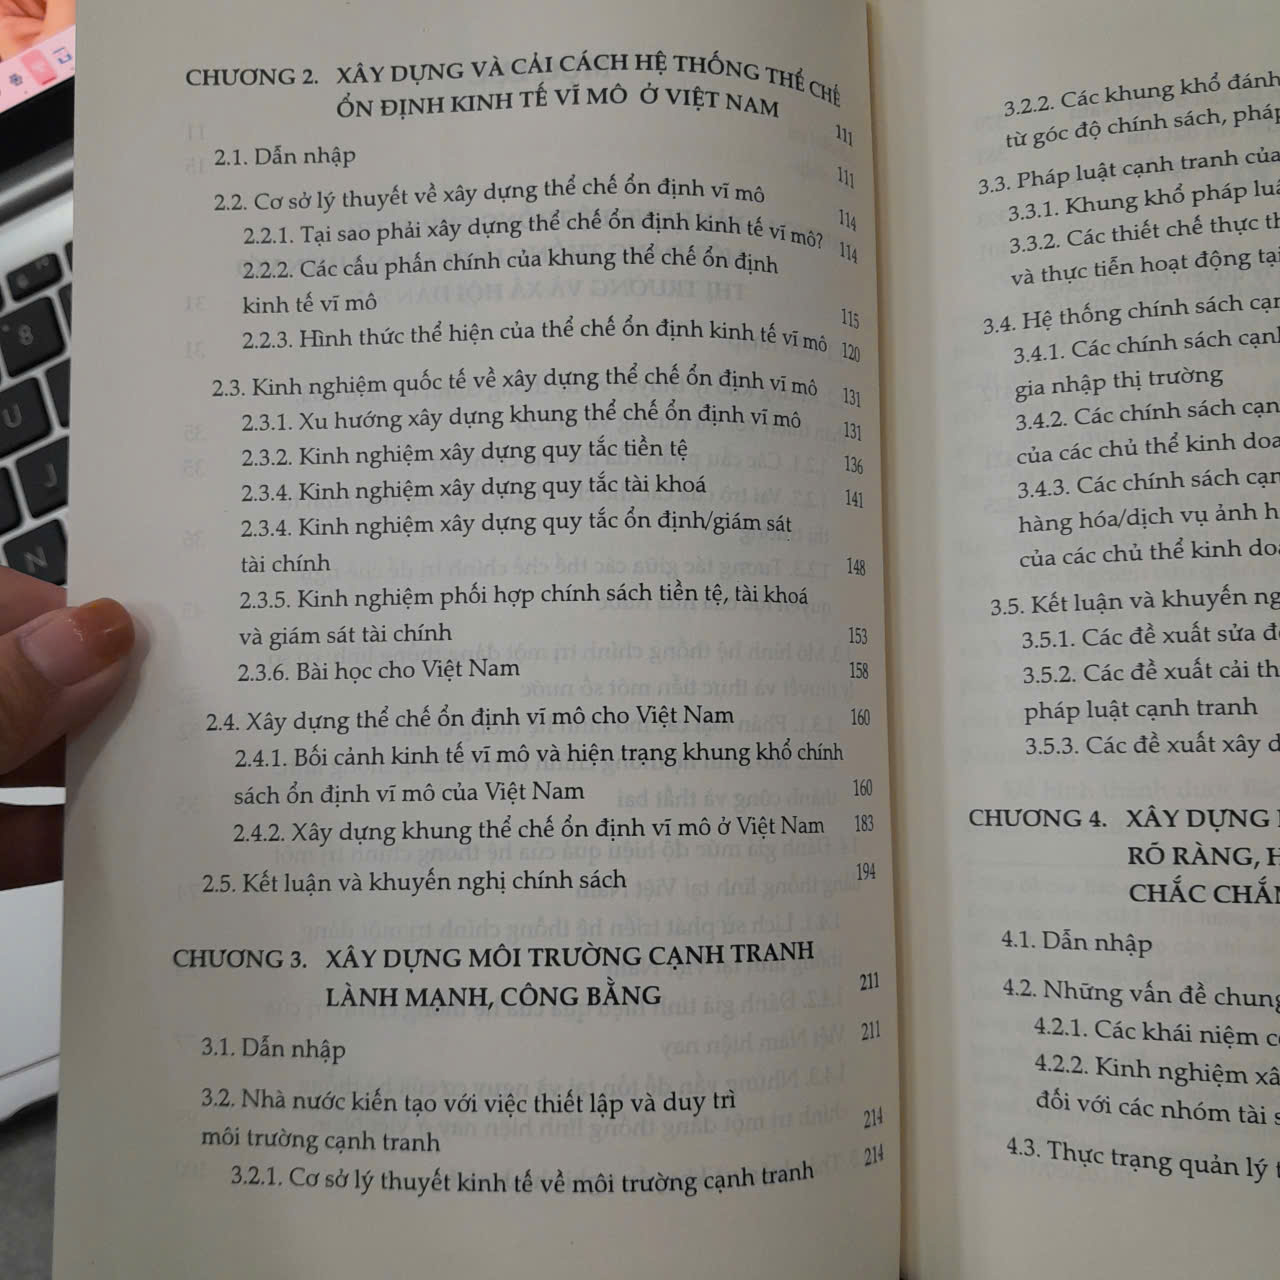 CHƯƠNG 2. XÂY DỰNG VÀ CẢI CÁCH HỆ THỐNG THỂ CHẾ
ỔN ĐỊNH KINH TẾ VĨ MÔ Ở VIỆT NAM 111
2.1. Dẫn nhập 111
2.2. Cơ sở lý thuyết về xây dựng thể chế ổn định vĩ mô 114
2.2.1. Tại sao phải xây dựng thể chế ổn định kinh tế vĩ mô? 114
2.2.2. Các cấu phần chính của khung thể chế ổn định
kinh tế vĩ mô 115
2.2.3. Hình thức thể hiện của thể chế ổn định kinh tế vĩ mô 120
2.3. Kinh nghiệm quốc tế về xây dựng thể chế ổn định vĩ mô 131
2.3.1. Xu hướng xây dựng khung thể chế ổn định vĩ mô 131
2.3.2. Kinh nghiệm xây dựng quy tắc tiền tệ 136
2.3.4. Kinh nghiệm xây dựng quy tắc tài khoá 141
2.3.4. Kinh nghiệm xây dựng quy tắc ổn định/giám sát
tài chính 148
2.3.5. Kinh nghiệm phối hợp chính sách tiền tệ, tài khoá
và giám sát tài chính 153
2.3.6. Bài học cho Việt Nam 158
2.4. Xây dựng thể chế ổn định vĩ mô cho Việt Nam 160
2.4.1. Bối cảnh kinh tế vĩ mô và hiện trạng khung khổ chính
sách ổn định vĩ mô của Việt Nam 160
2.4.2. Xây dựng khung thể chế ổn định vĩ mô ở Việt Nam 183
2.5. Kết luận và khuyến nghị chính sách 194
CHƯƠNG 3. XÂY DỰNG MÔI TRƯỜNG CẠNH TRANH
LÀNH MẠNH, CÔNG BẰNG 211
3.1. Dẫn nhập 211
3.2. Nhà nước kiến tạo với việc thiết lập và duy trì
môi trường cạnh tranh 214
3.2.1. Cơ sở lý thuyết kinh tế về môi trường cạnh tranh 214
3.2.2. Các khung khổ đánh
từ góc độ chính sách, pháp
3.3. Pháp luật cạnh tranh của
3.3.1. Khung khổ pháp luậ
3.3.2. Các thiết chế thực th
và thực tiễn hoạt động tại
3.4. Hệ thống chính sách cạn
3.4.1. Các chính sách cạnh
gia nhập thị trường
3.4.2. Các chính sách cạn
của các chủ thể kinh doa
3.4.3. Các chính sách cạn
hàng hóa/dịch vụ ảnh h
của các chủ thể kinh doa
3.5. Kết luận và khuyến ng
3.5.1. Các đề xuất sửa đ
3.5.2. Các đề xuất cải th
pháp luật cạnh tranh
3.5.3. Các đề xuất xây d
CHƯƠNG 4. XÂY DỰNG
RÕ RÀNG, H
CHẮC CHẮN
4.1. Dẫn nhập
4.2. Những vấn đề chung
4.2.1. Các khái niệm c
4.2.2. Kinh nghiệm xâ
đối với các nhóm tài s
4.3. Thực trạng quản lý t
8
U
J
N